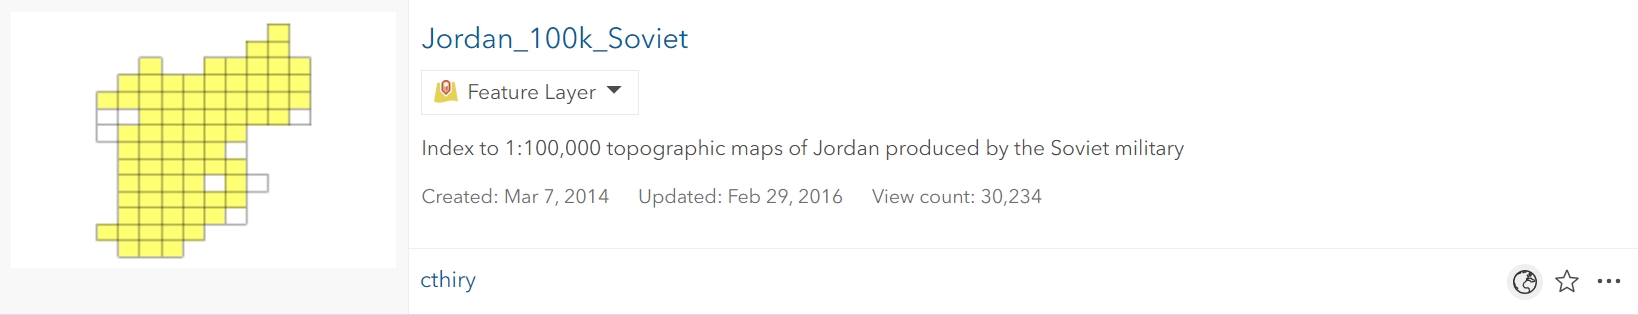 Jordan_100k_Soviet
Feature Layer
Index to 1:100,000 topographic maps of Jordan produced by the Soviet military
Created: Mar 7, 2014 Updated: Feb 29, 2016 View count: 30,234
cthiry